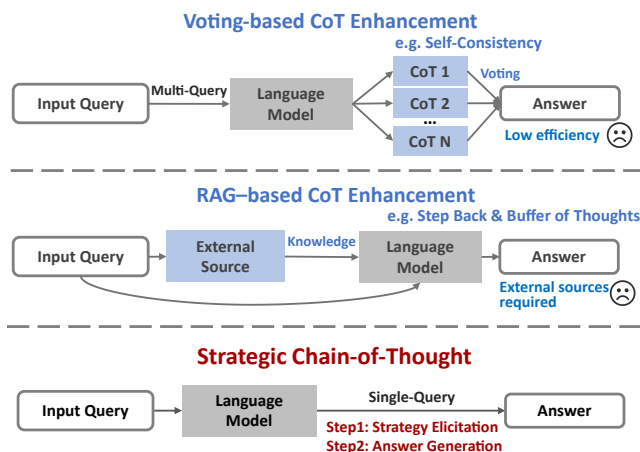 Voting-based CoT Enhancement
e.g. Self-Consistency
Input Query
Multi-Query
Language
Model
CoT 1
CoT 2
...
CoT N
Voting
Answer
Low efficiency
RAG–based CoT Enhancement
e.g. Step Back & Buffer of Thoughts
Input Query
External
Source
Knowledge
Language
Model
Answer
External sources
required
Strategic Chain-of-Thought
Input Query
Language
Model
Single-Query
Step1: Strategy Elicitation
Step2: Answer Generation
Answer